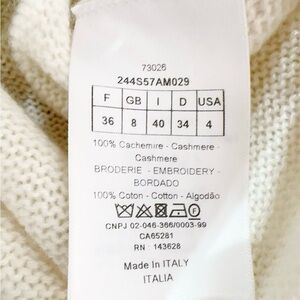 73026
244S57AM029
F GB I D USA
36 8 40 34 4
100% Cachemire - Cashmere -
Cashmere
BRODERIE - EMBROIDERY -
BORDADO
100% Coton - Cotton - Algodão
CNPJ 02-046-366/0003-99
CA65281
RN : 143628
Made In ITALY
ITALIA